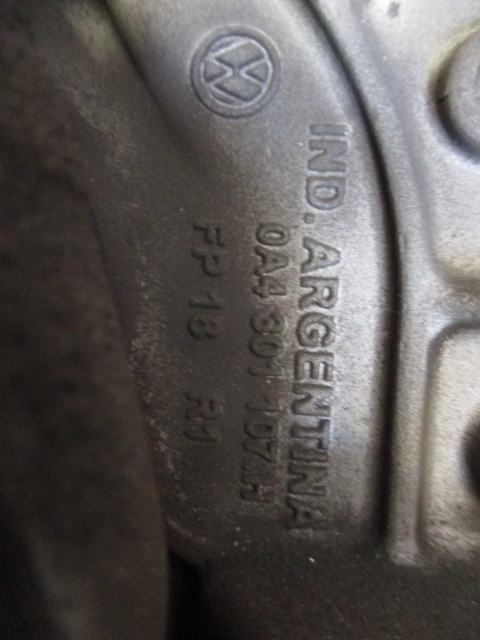 IND. ARGENTINA
0A4 301 107.H
FP 18 R1